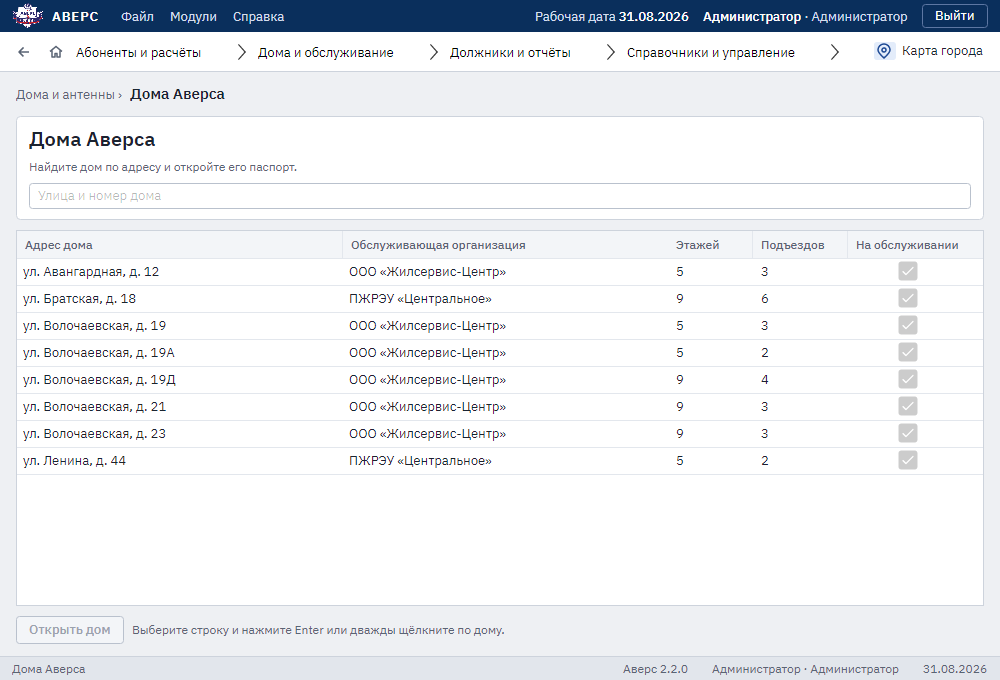 АВЕРС Файл Модули Справка Рабочая дата 31.08.2026 Администратор · Администратор Выйти
Абоненты и расчёты Дома и обслуживание Должники и отчёты Справочники и управление Карта города
Дома и антенны › Дома Аверса
Дома Аверса
Найдите дом по адресу и откройте его паспорт.
Улица и номер дома
Адрес дома Обслуживающая организация Этажей Подъездов На обслуживании
ул. Авангардная, д. 12 ООО «Жилсервис-Центр» 5 3
ул. Братская, д. 18 ПЖРЭУ «Центральное» 9 6
ул. Волочаевская, д. 19 ООО «Жилсервис-Центр» 5 3
ул. Волочаевская, д. 19А ООО «Жилсервис-Центр» 5 2
ул. Волочаевская, д. 19Д ООО «Жилсервис-Центр» 9 4
ул. Волочаевская, д. 21 ООО «Жилсервис-Центр» 9 3
ул. Волочаевская, д. 23 ООО «Жилсервис-Центр» 9 3
ул. Ленина, д. 44 ПЖРЭУ «Центральное» 5 2
Открыть дом Выберите строку и нажмите Enter или дважды щёлкните по дому.
Дома Аверса Аверс 2.2.0 Администратор · Администратор 31.08.2026